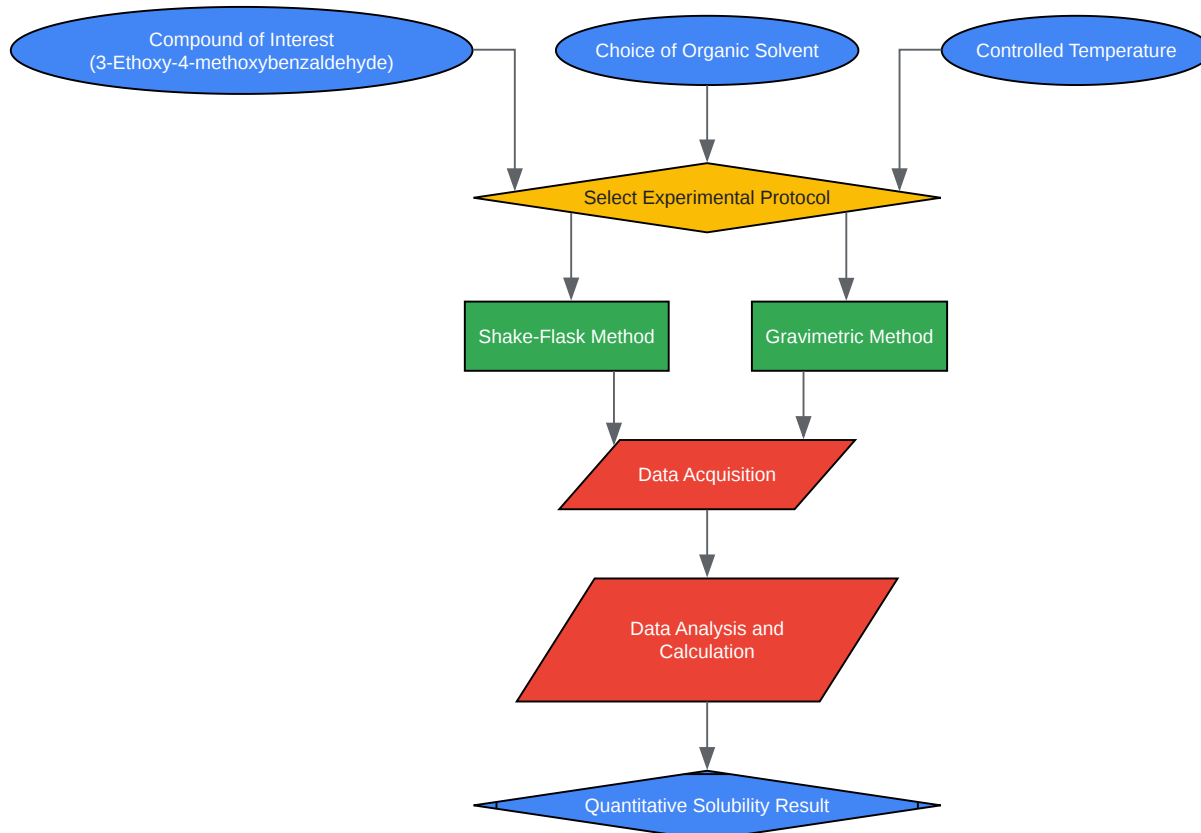 Compound of Interest
(3-Ethoxy-4-methoxybenzaldehyde)
Choice of Organic Solvent
Controlled Temperature
Select Experimental Protocol
Shake-Flask Method
Gravimetric Method
Data Acquisition
Data Analysis and
Calculation
Quantitative Solubility Result